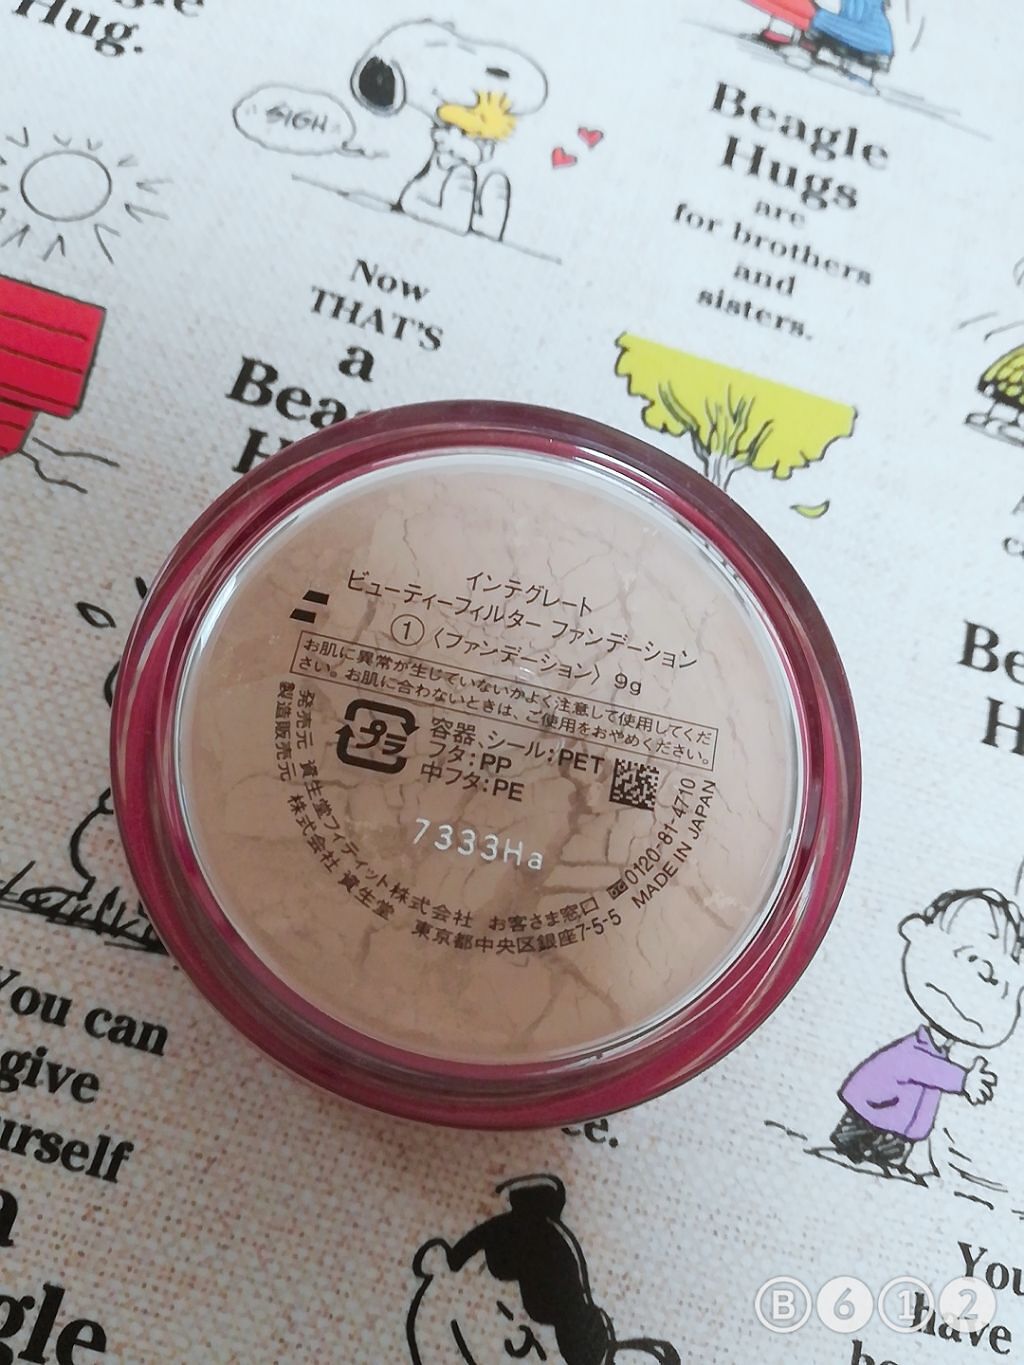 Hug.
SIGH
Beagle
Hugs
are
for brothers
and
sisters.
Now
THAT'S
a
インテグレート
ビューティーフィルター ファンデーション
① 〈ファンデーション〉 9g
お肌に異常が生じていないかよく注意して使用してくだ
さい。お肌に合わないときは、ご使用をおやめください。
プラ
容器、シール:PET
フタ:PP
中フタ:PE
7333Ha
発売元 資生堂フィティット株式会社 お客さま窓口 0120-81-4710
製造販売元 株式会社 資生堂 東京都中央区銀座7-5-5 MADE IN JAPAN
You can
give
a
You
have
B612